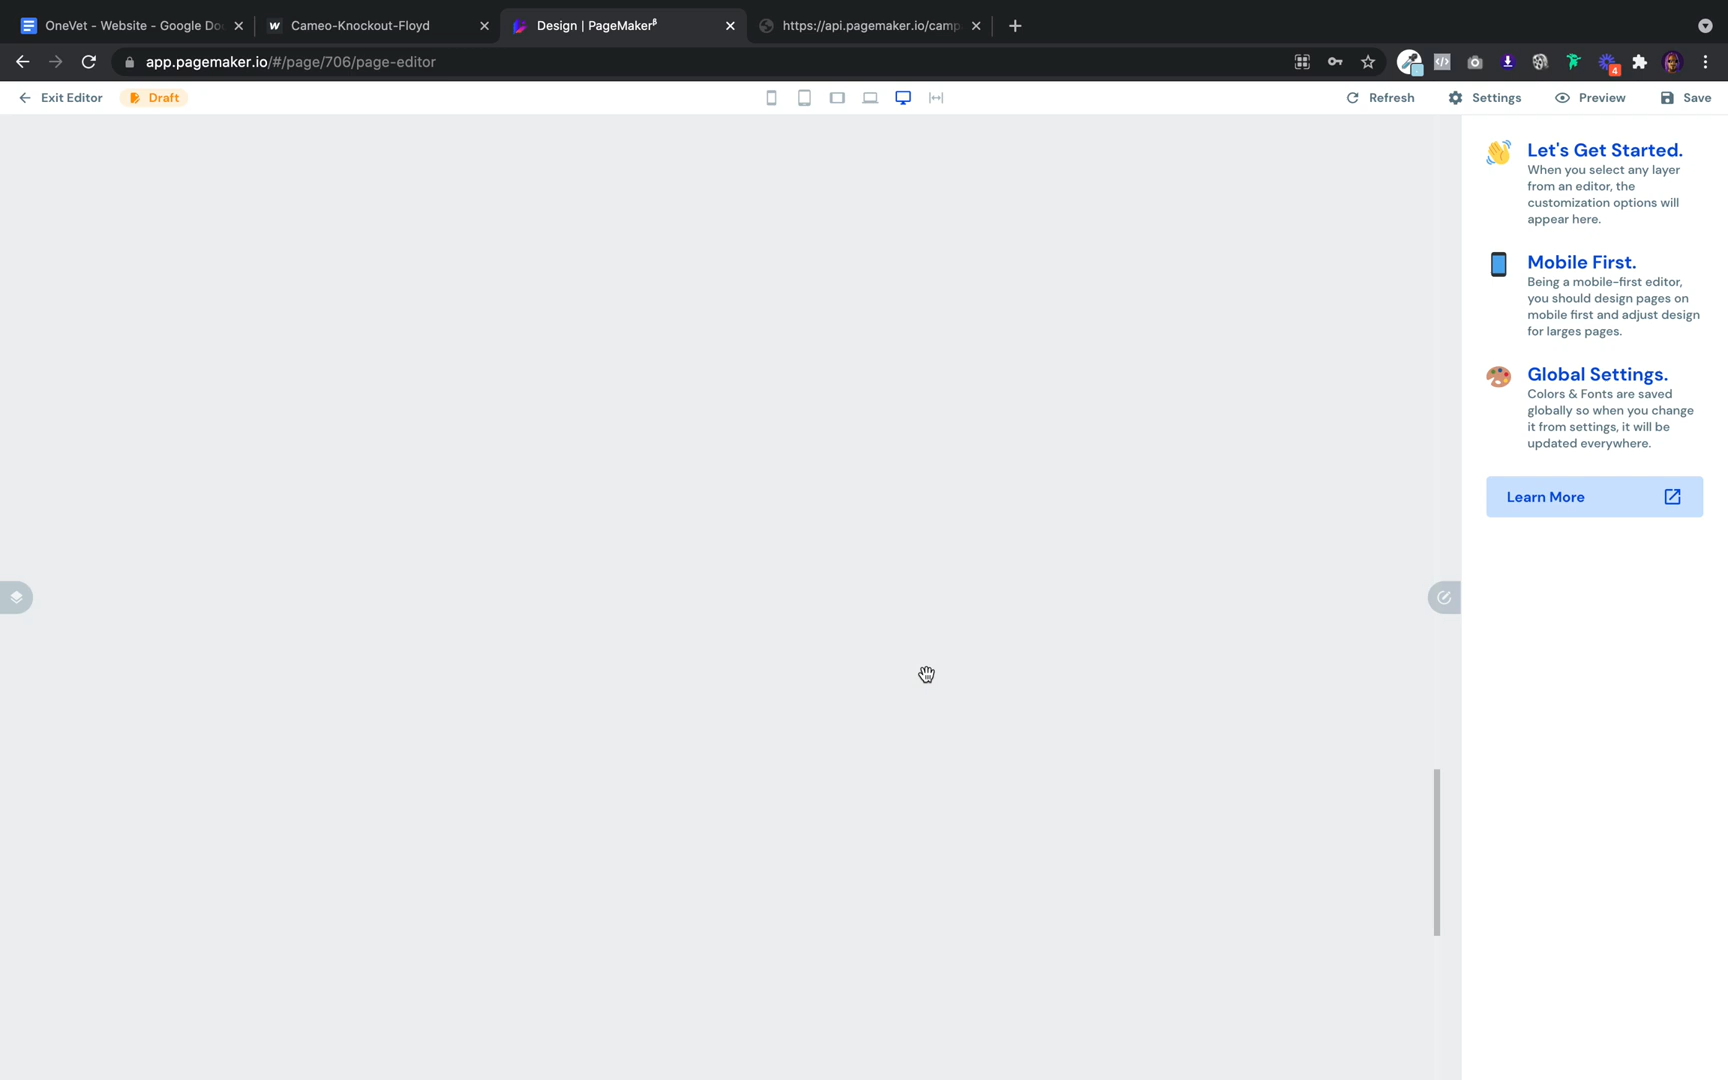 OneVet - Website - Google Do
Cameo-Knockout-Floyd
Design | PageMakerᵝ
https://api.pagemaker.io/camp
app.pagemaker.io/#/page/706/page-editor
4
Exit Editor
Draft
Refresh
Settings
Preview
Save
Let's Get Started.
When you select any layer
from an editor, the
customization options will
appear here.
Mobile First.
Being a mobile-first editor,
you should design pages on
mobile first and adjust design
for larges pages.
Global Settings.
Colors & Fonts are saved
globally so when you change
it from settings, it will be
updated everywhere.
Learn More